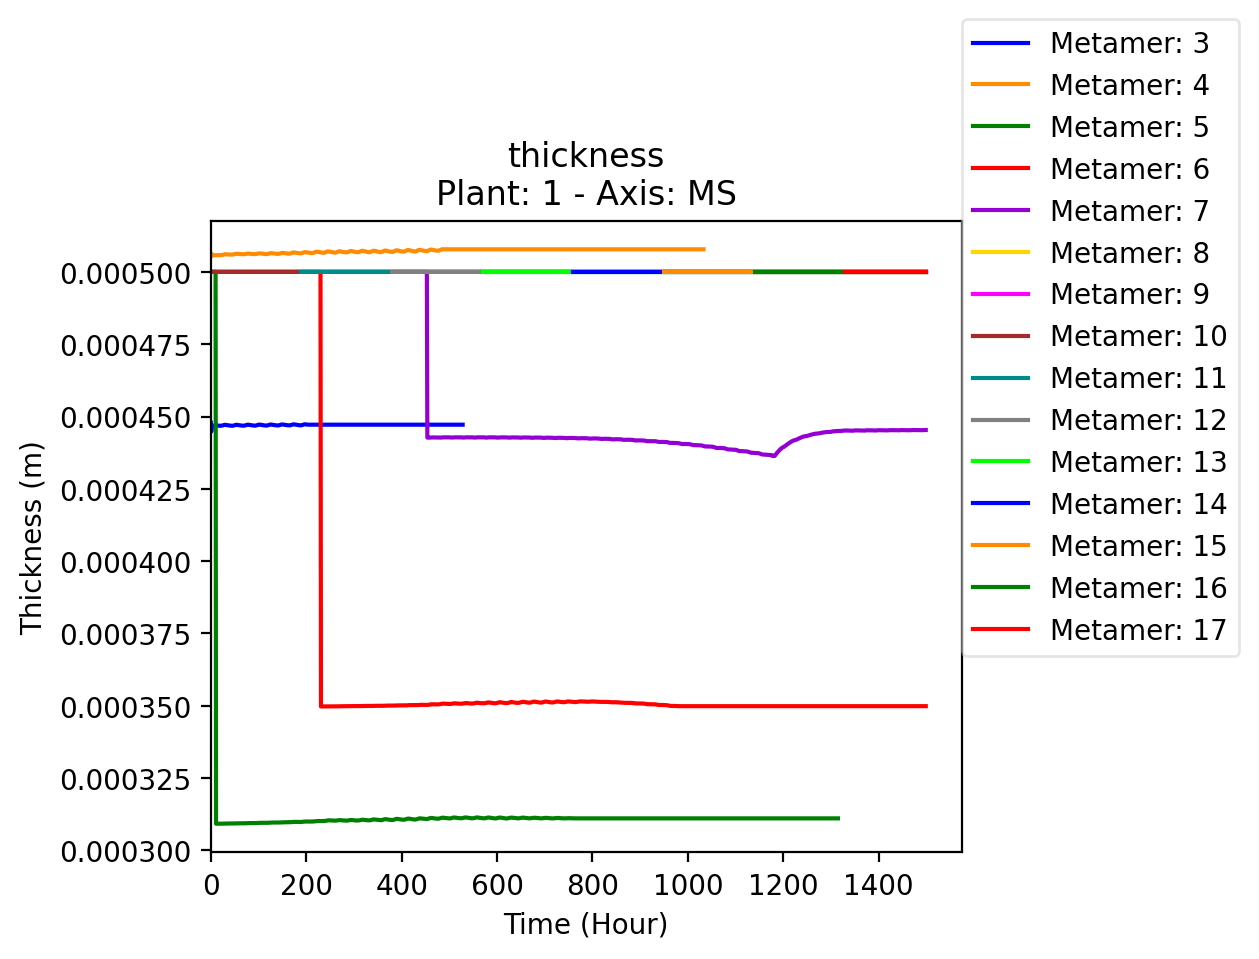 thickness
Plant: 1 - Axis: MS
Thickness (m)
0.000500
0.000475
0.000450
0.000425
0.000400
0.000375
0.000350
0.000325
0.000300
0 200 400 600 800 1000 1200 1400
Time (Hour)
Metamer: 3
Metamer: 4
Metamer: 5
Metamer: 6
Metamer: 7
Metamer: 8
Metamer: 9
Metamer: 10
Metamer: 11
Metamer: 12
Metamer: 13
Metamer: 14
Metamer: 15
Metamer: 16
Metamer: 17